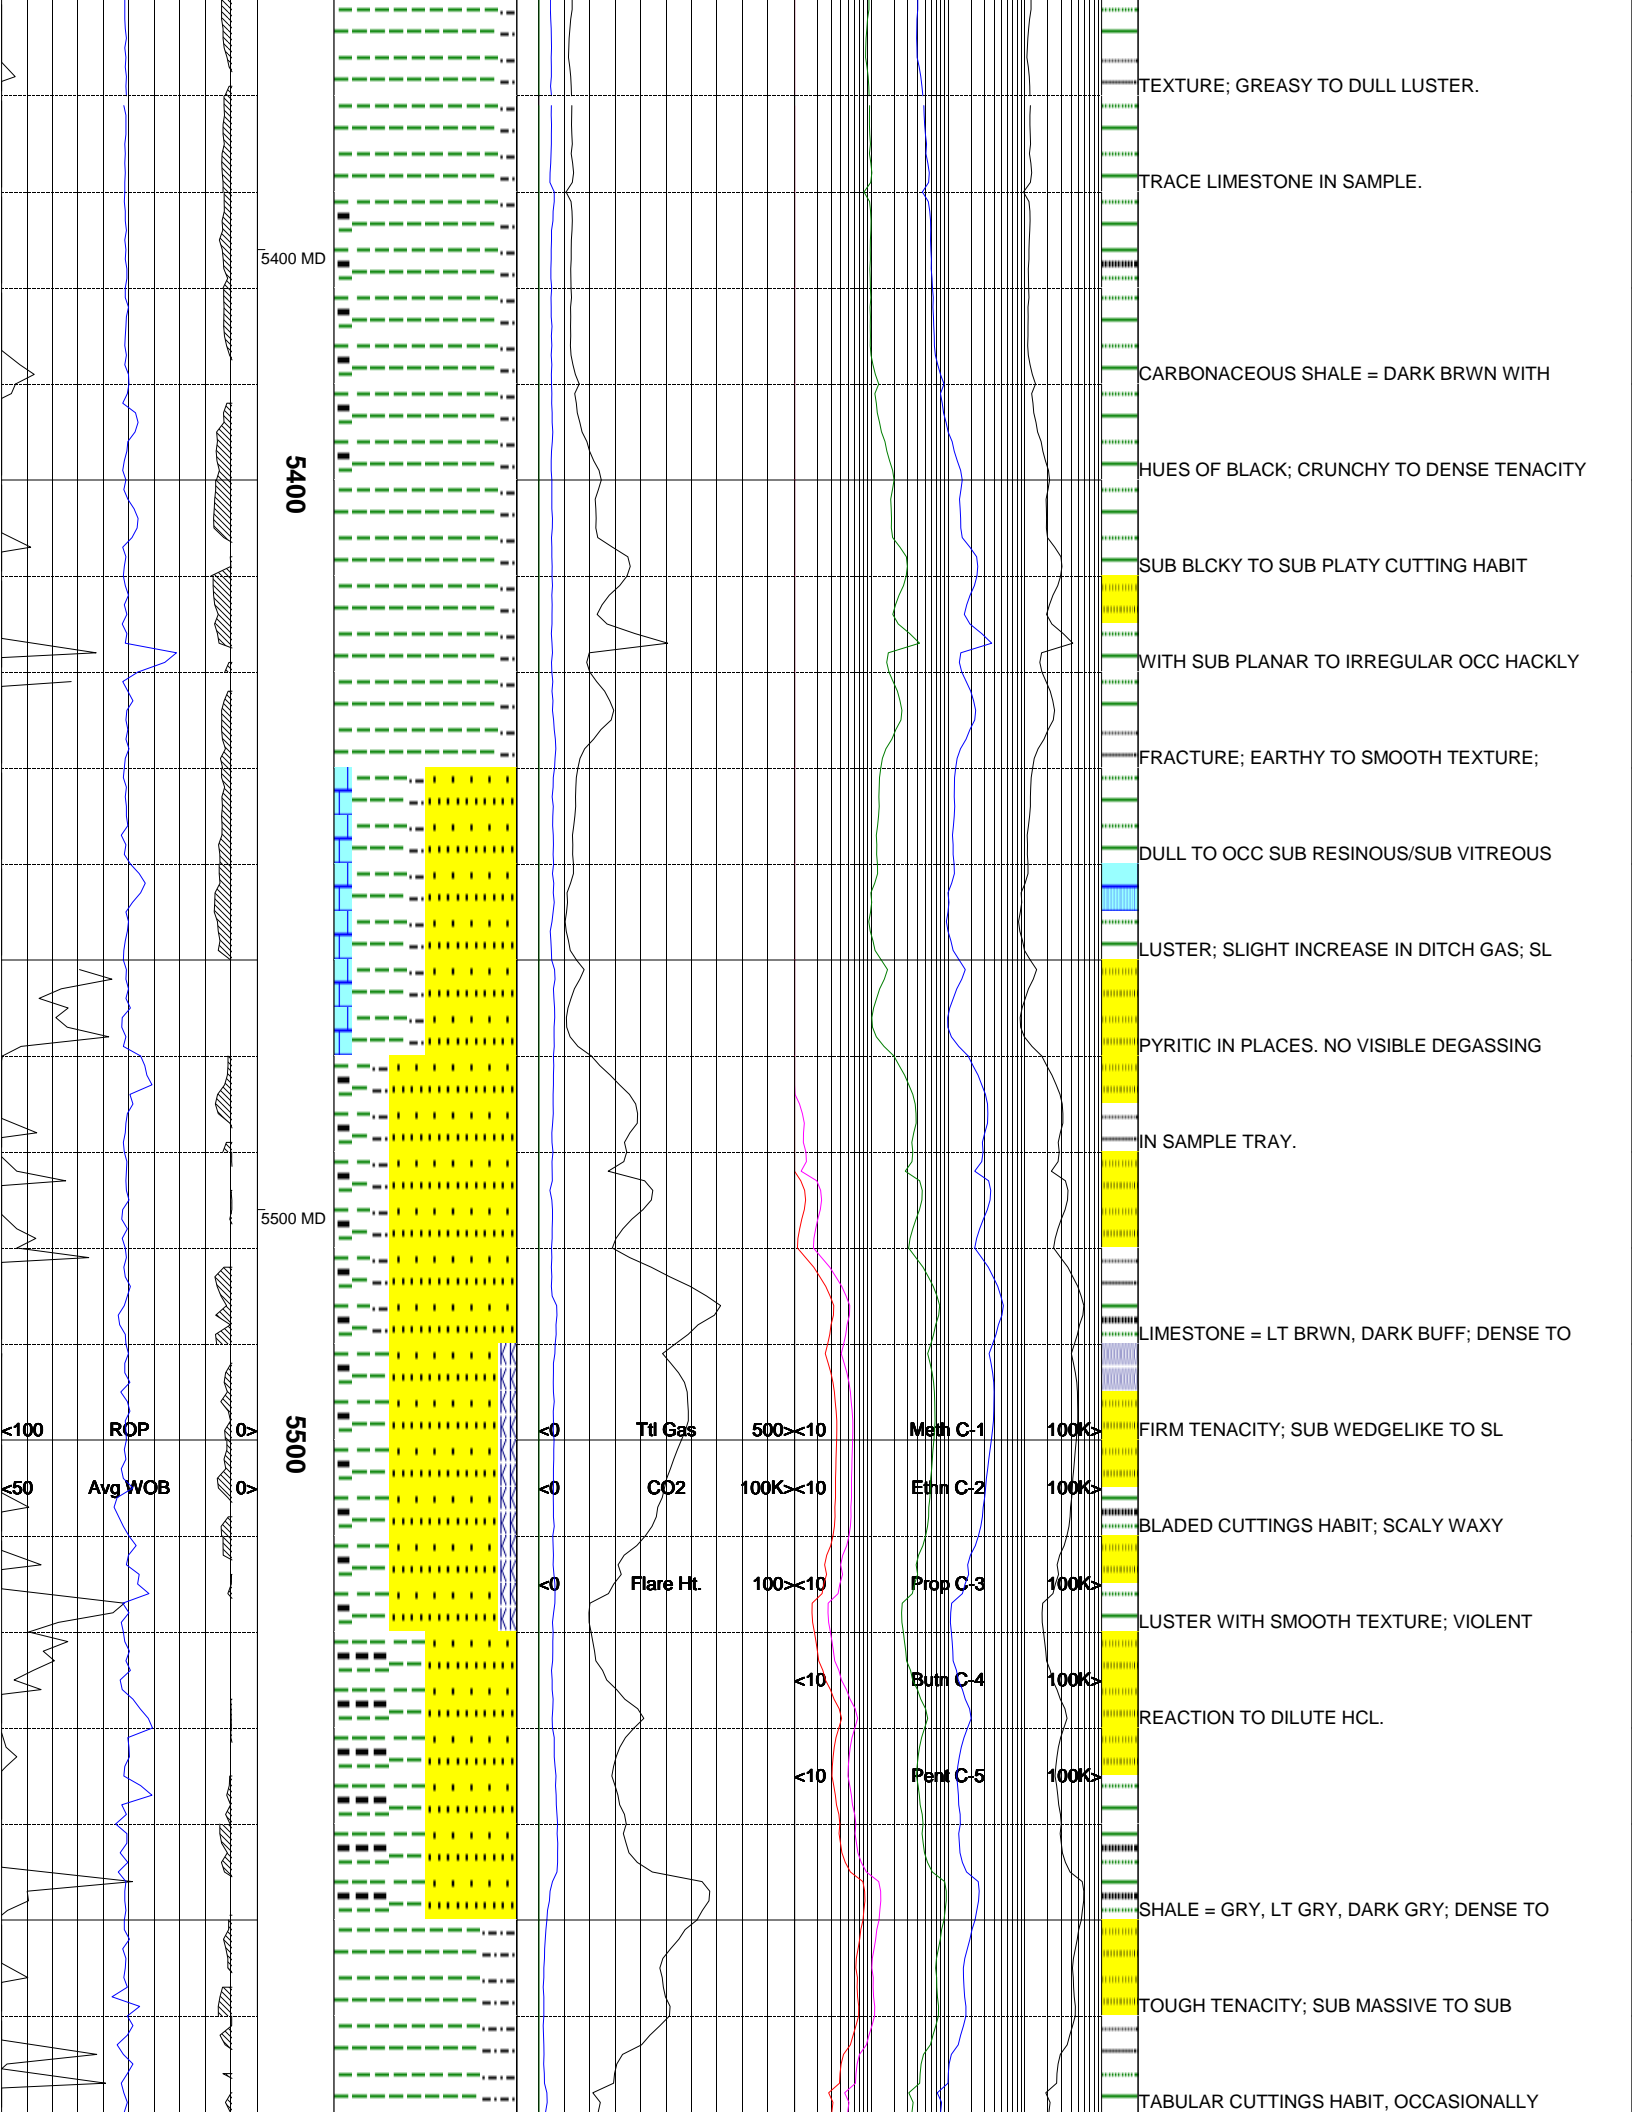 TEXTURE; GREASY TO DULL LUSTER.
TRACE LIMESTONE IN SAMPLE.
5400 MD
CARBONACEOUS SHALE = DARK BRWN WITH
5400
HUES OF BLACK; CRUNCHY TO DENSE TENACITY
SUB BLCKY TO SUB PLATY CUTTING HABIT
WITH SUB PLANAR TO IRREGULAR OCC HACKLY
FRACTURE; EARTHY TO SMOOTH TEXTURE;
DULL TO OCC SUB RESINOUS/SUB VITREOUS
LUSTER; SLIGHT INCREASE IN DITCH GAS; SL
PYRITIC IN PLACES. NO VISIBLE DEGASSING
IN SAMPLE TRAY.
5500 MD
LIMESTONE = LT BRWN, DARK BUFF; DENSE TO
<100 ROP 0> 5500 <0 Ttl Gas 500> <10 Meth C-1 100K> FIRM TENACITY; SUB WEDGELIKE TO SL
<50 Avg WOB 0> <0 CO2 100K> <10 Ethn C-2 100K>
BLADED CUTTINGS HABIT; SCALY WAXY
<0 Flare Ht. 100> <10 Prop C-3 100K>
LUSTER WITH SMOOTH TEXTURE; VIOLENT
<10 Butn C-4 100K>
REACTION TO DILUTE HCL.
<10 Pent C-5 100K>
SHALE = GRY, LT GRY, DARK GRY; DENSE TO
TOUGH TENACITY; SUB MASSIVE TO SUB
TABULAR CUTTINGS HABIT, OCCASIONALLY